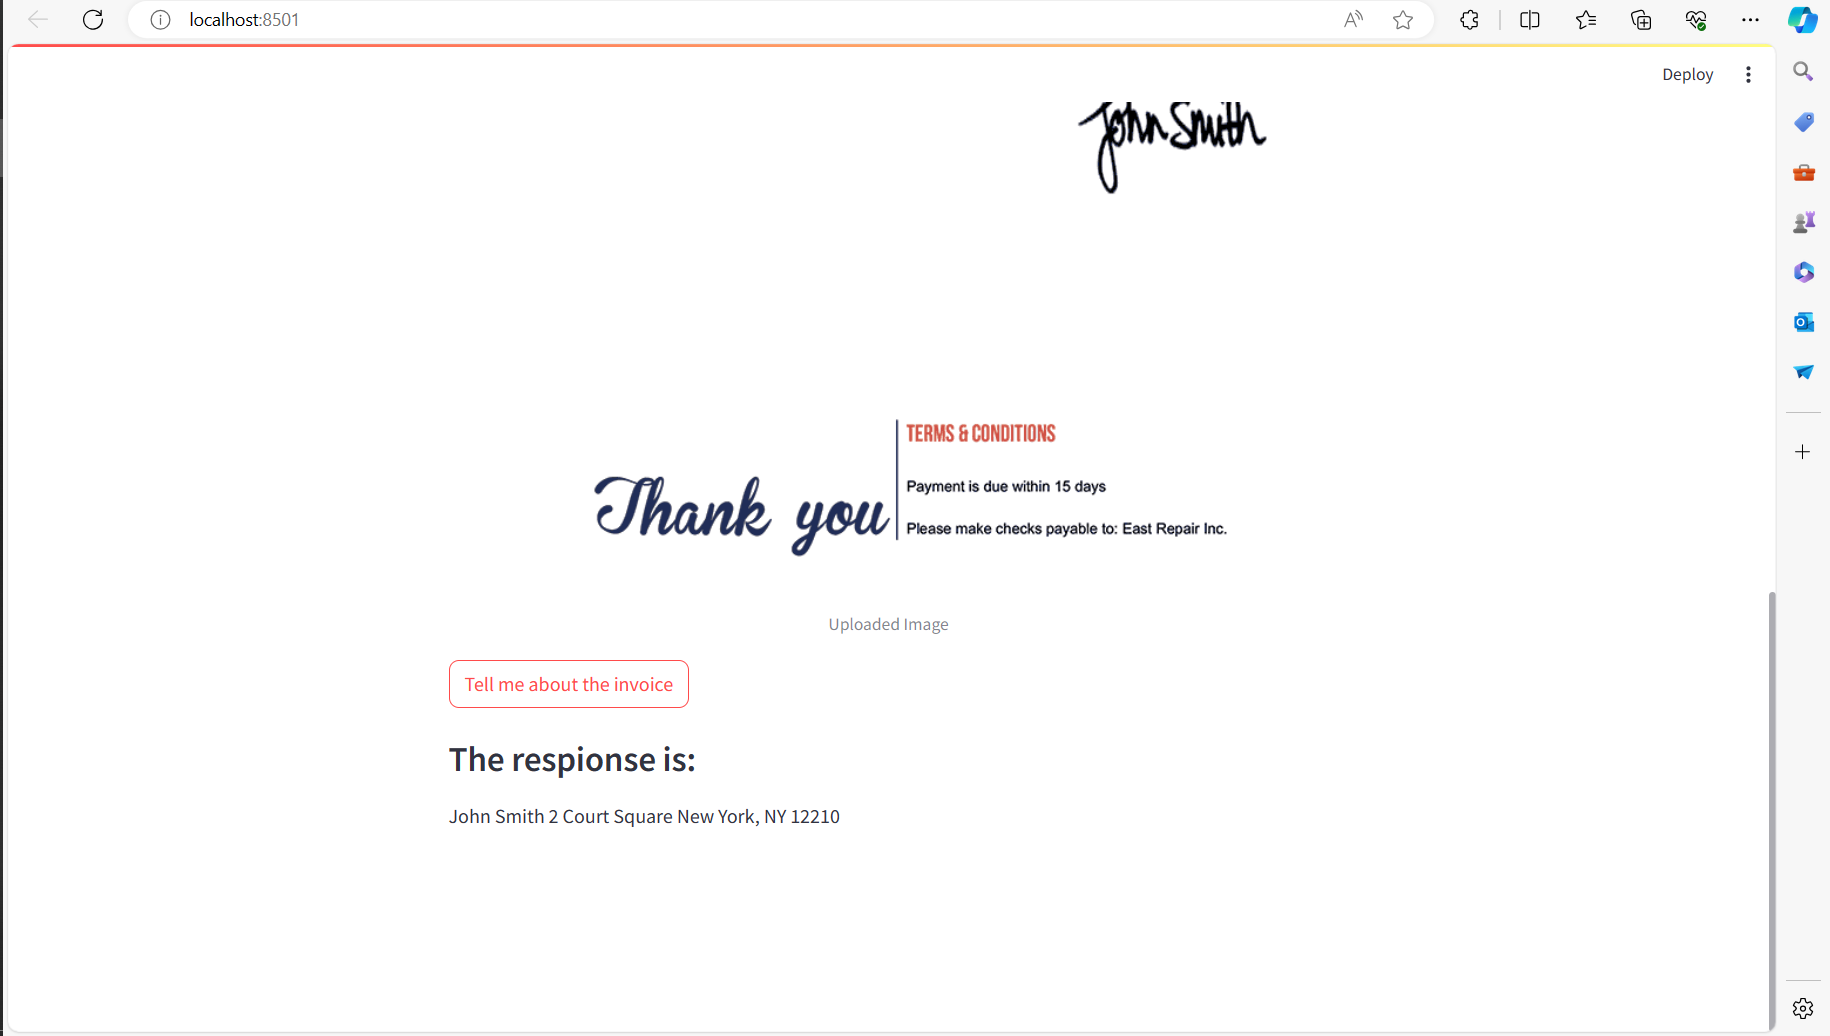 localhost:8501
Deploy
John Smith
TERMS & CONDITIONS
Payment is due within 15 days
Thank you
Please make checks payable to: East Repair Inc.
Uploaded Image
Tell me about the invoice
The respionse is:
John Smith 2 Court Square New York, NY 12210